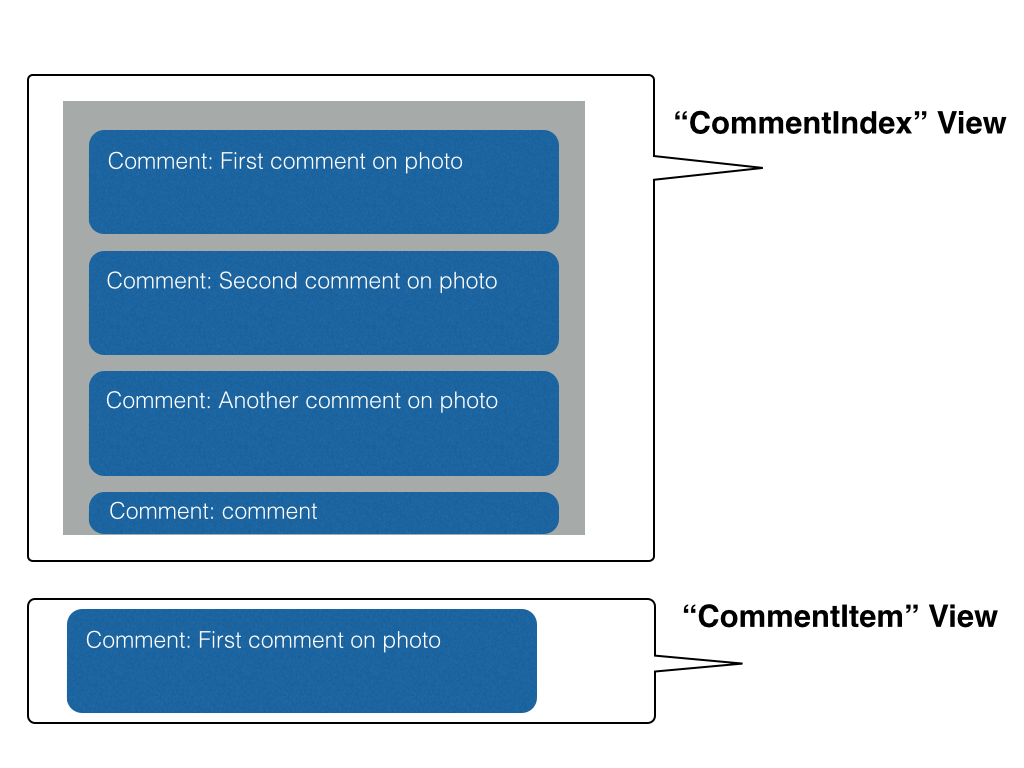 “CommentIndex” View
Comment: First comment on photo
Comment: Second comment on photo
Comment: Another comment on photo
Comment: comment
“CommentItem” View
Comment: First comment on photo